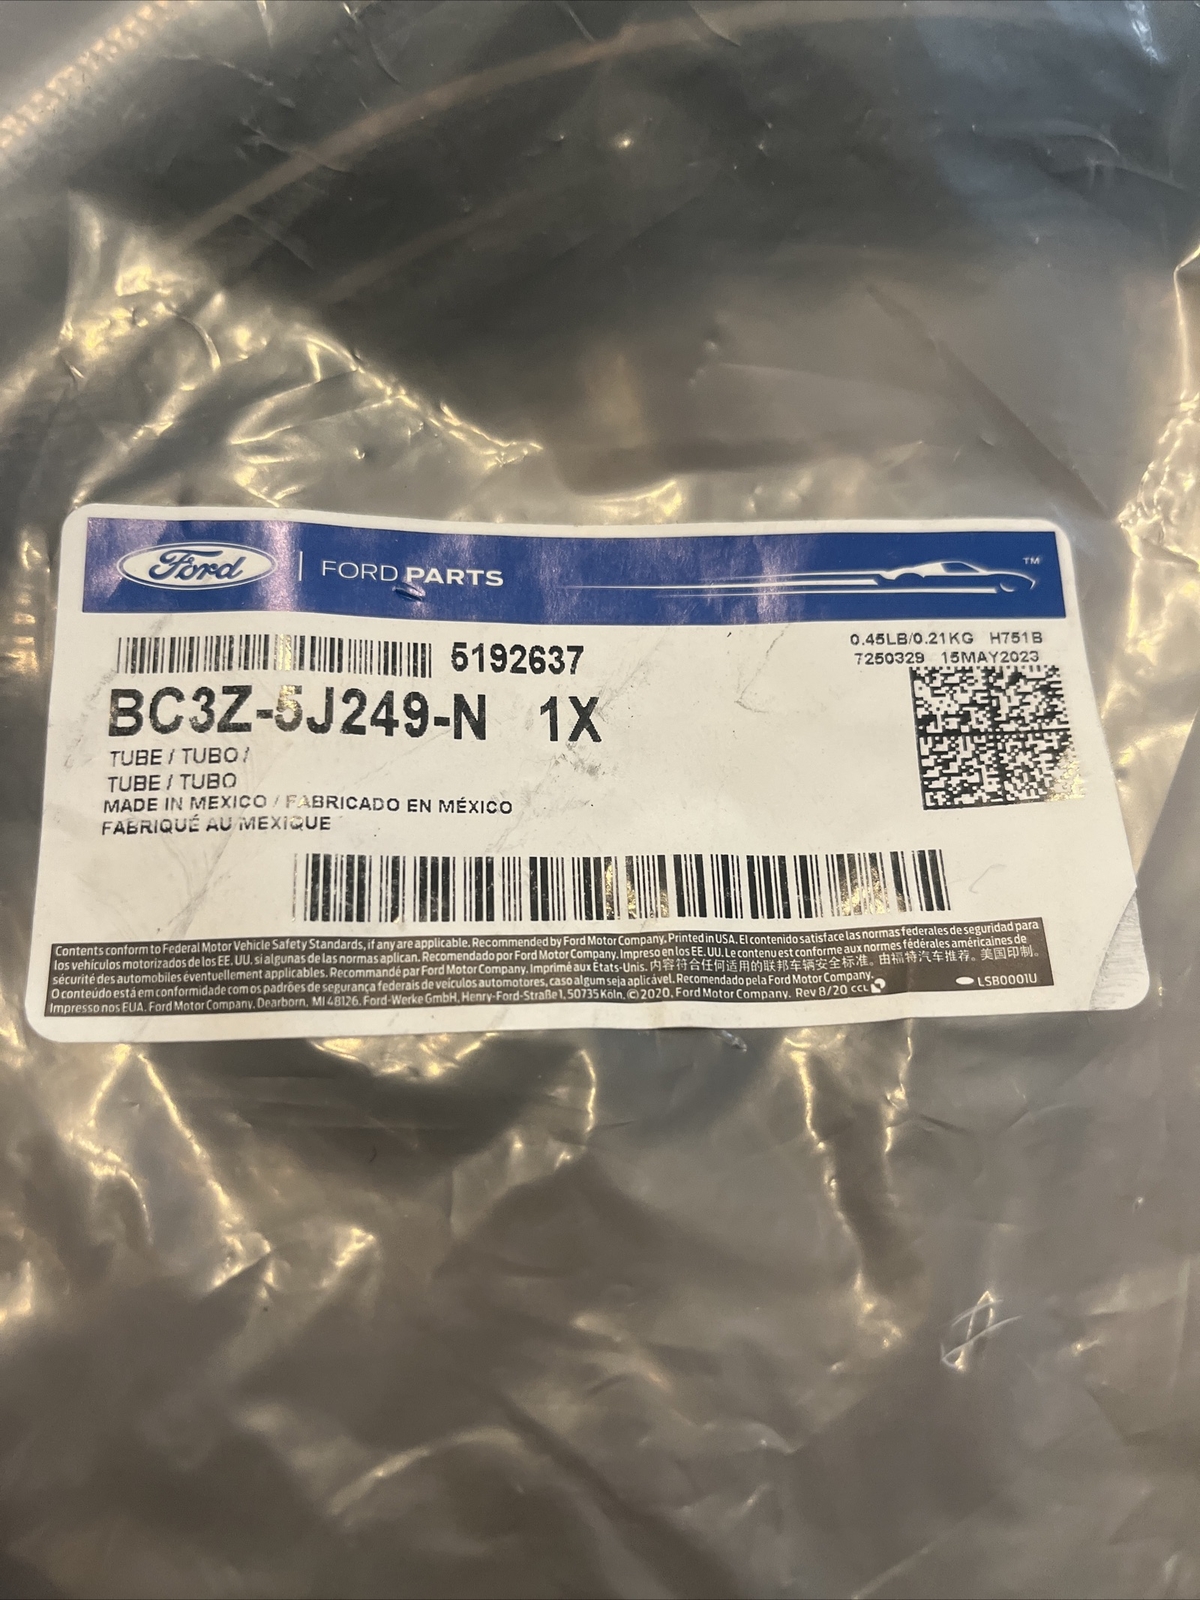 Ford | FORD PARTS ™
5192637
0.45LB/0.21KG H751B
7250329 15MAY2023
BC3Z-5J249-N 1X
TUBE / TUBO /
TUBE / TUBO
MADE IN MEXICO / FABRICADO EN MÉXICO
FABRIQUÉ AU MEXIQUE
Contents conform to Federal Motor Vehicle Safety Standards, if any are applicable. Recommended by Ford Motor Company. Printed in USA. El contenido satisface las normas federales de seguridad para
los vehículos motorizados de los EE. UU. si algunas de las normas aplican. Recomendado por Ford Motor Company. Impreso en los EE. UU. Le contenu est conforme aux normes fédérales américaines de
sécurité des automobiles éventuellement applicables. Recommandé par Ford Motor Company. Imprimé aux États-Unis. 内容符合任何适用的联邦车辆安全标准。由福特汽车推荐。美国印制。
O conteúdo está em conformidade com os padrões de segurança federais de veículos automotores, caso algum seja aplicável. Recomendado pela Ford Motor Company.
Impresso nos EUA. Ford Motor Company, Dearborn, MI 48126. Ford-Werke GmbH, Henry-Ford-Straße 1, 50735 Köln. © 2020, Ford Motor Company. Rev 8/20 CCL
LSB0001U